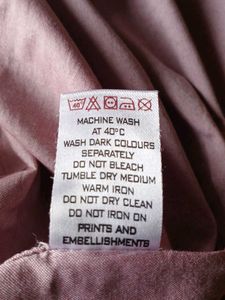 40
MACHINE WASH
AT 40°C
WASH DARK COLOURS
SEPARATELY
DO NOT BLEACH
TUMBLE DRY MEDIUM
WARM IRON
DO NOT DRY CLEAN
DO NOT IRON ON
PRINTS AND
EMBELLISHMENTS